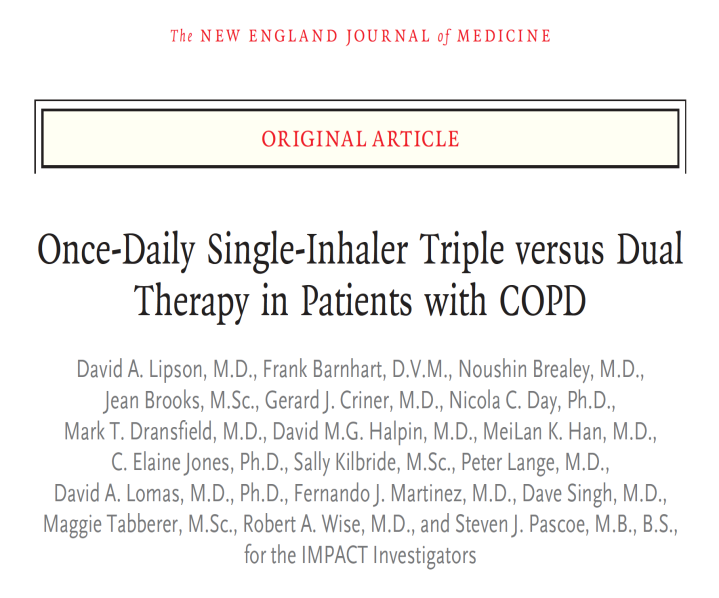 The NEW ENGLAND JOURNAL of MEDICINE
ORIGINAL ARTICLE
Once-Daily Single-Inhaler Triple versus Dual
Therapy in Patients with COPD
David A. Lipson, M.D., Frank Barnhart, D.V.M., Noushin Brealey, M.D.,
Jean Brooks, M.Sc., Gerard J. Criner, M.D., Nicola C. Day, Ph.D.,
Mark T. Dransfield, M.D., David M.G. Halpin, M.D., MeiLan K. Han, M.D.,
C. Elaine Jones, Ph.D., Sally Kilbride, M.Sc., Peter Lange, M.D.,
David A. Lomas, M.D., Ph.D., Fernando J. Martinez, M.D., Dave Singh, M.D.,
Maggie Tabberer, M.Sc., Robert A. Wise, M.D., and Steven J. Pascoe, M.B., B.S.,
for the IMPACT Investigators